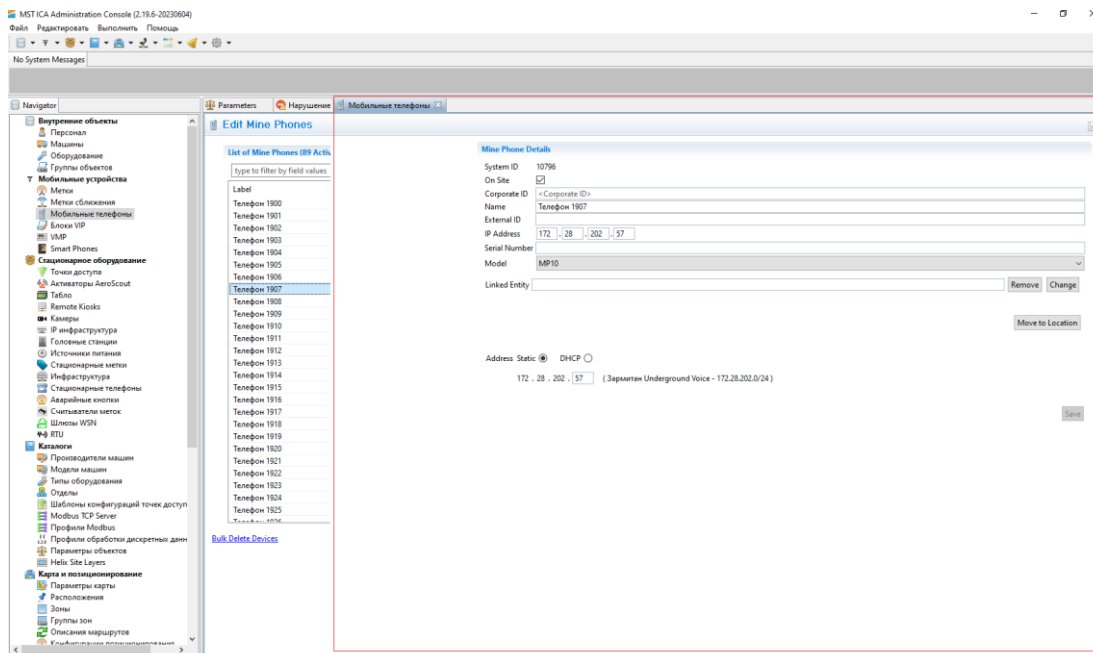 MST ICA Administration Console (2.19.6-20230604)
Файл Редактировать Выполнить Помощь
No System Messages
Navigator
Внутренние объекты
Персонал
Машины
Оборудование
Группы объектов
Мобильные устройства
Метки
Метки сближения
Мобильные телефоны
Блоки VIP
VMP
Smart Phones
Стационарное оборудование
Точки доступа
Активаторы AeroScout
Табло
Remote Kiosks
Камеры
IP инфраструктура
Головные станции
Источники питания
Стационарные метки
Инфраструктура
Стационарные телефоны
Аварийные кнопки
Считыватели меток
Шлюзы WSN
RTU
Каталоги
Производители машин
Модели машин
Типы оборудования
Отделы
Шаблоны конфигураций точек доступ
Modbus TCP Server
Профили Modbus
Профили обработки дискретных данн
Параметры объектов
Helix Site Layers
Карта и позиционирование
Параметры карты
Расположения
Зоны
Группы зон
Описания маршрутов
Конфигурации позиционирования
Parameters Нарушение Мобильные телефоны
Edit Mine Phones
List of Mine Phones (89 Activ
type to filter by field values
Label
Телефон 1900
Телефон 1901
Телефон 1902
Телефон 1903
Телефон 1904
Телефон 1905
Телефон 1906
Телефон 1907
Телефон 1908
Телефон 1909
Телефон 1910
Телефон 1911
Телефон 1912
Телефон 1913
Телефон 1914
Телефон 1915
Телефон 1916
Телефон 1917
Телефон 1918
Телефон 1919
Телефон 1920
Телефон 1921
Телефон 1922
Телефон 1923
Телефон 1924
Телефон 1925
Телефон 1926
Bulk Delete Devices
Mine Phone Details
System ID 10796
On Site
Corporate ID <Corporate ID>
Name Телефон 1907
External ID
IP Address 172 . 28 . 202 . 57
Serial Number
Model MP10
Linked Entity Remove Change
Move to Location
Address Static DHCP
172 . 28 . 202 . 57 ( Зармитан Underground Voice - 172.28.202.0/24 )
Save